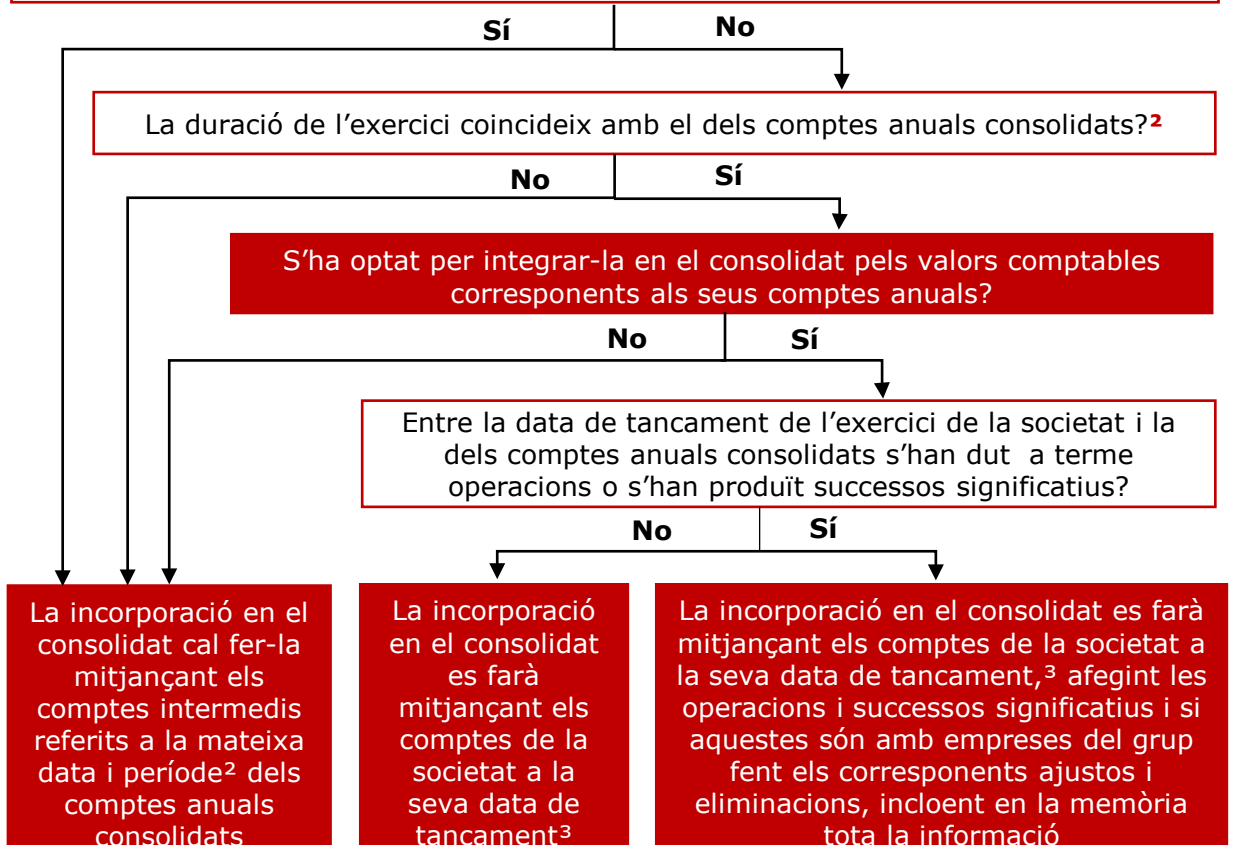 Sí
No
La duració de l’exercici coincideix amb el dels comptes anuals consolidats?²
No
Sí
S’ha optat per integrar-la en el consolidat pels valors comptables
corresponents als seus comptes anuals?
No
Sí
Entre la data de tancament de l’exercici de la societat i la
dels comptes anuals consolidats s’han dut a terme
operacions o s’han produït successos significatius?
No
Sí
La incorporació en el
consolidat cal fer-la
mitjançant els
comptes intermedis
referits a la mateixa
data i període² dels
comptes anuals
consolidats
La incorporació
en el consolidat
es farà
mitjançant els
comptes de la
societat a la
seva data de
tancament³
La incorporació en el consolidat es farà
mitjançant els comptes de la societat a
la seva data de tancament,³ afegint les
operacions i successos significatius i si
aquestes són amb empreses del grup
fent els corresponents ajustos i
eliminacions, incloent en la memòria
tota la informació